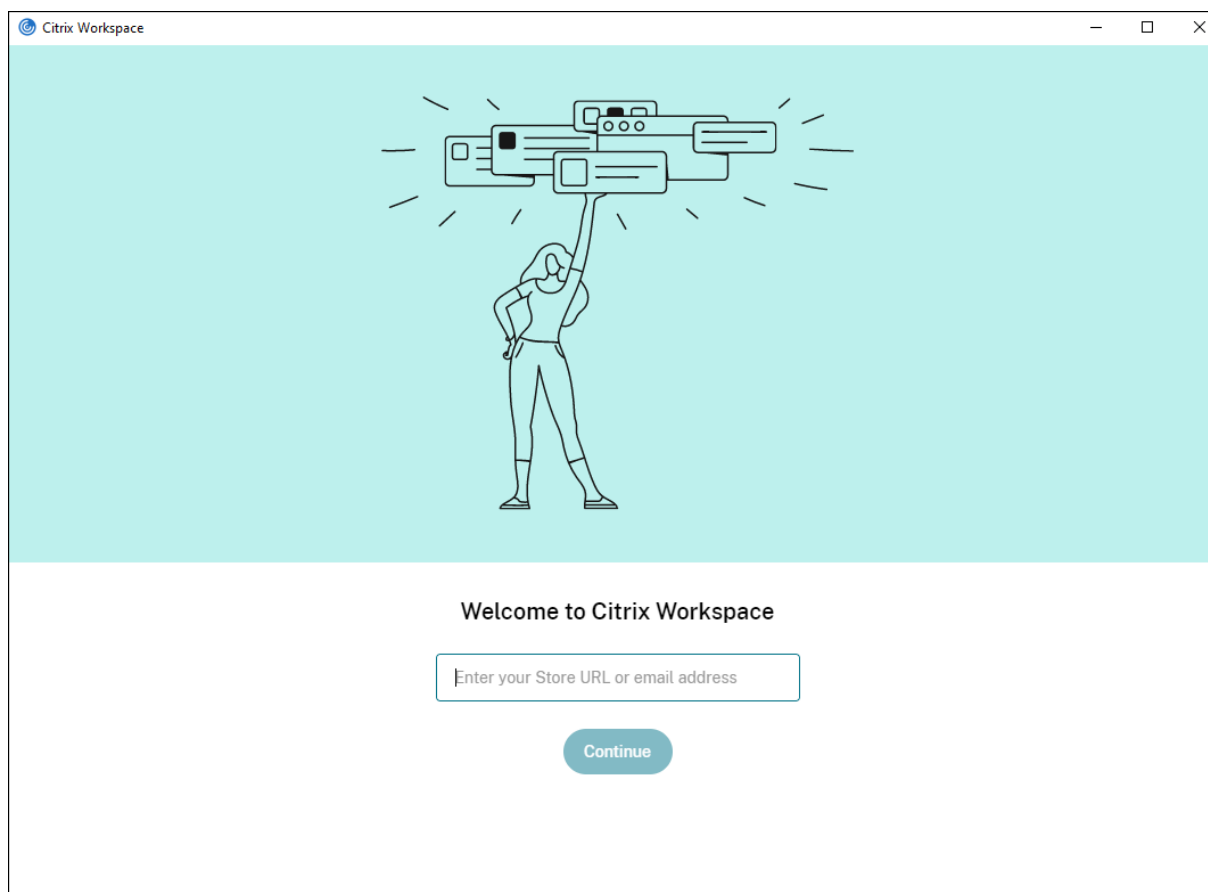 Citrix Workspace
Welcome to Citrix Workspace
Enter your Store URL or email address
Continue